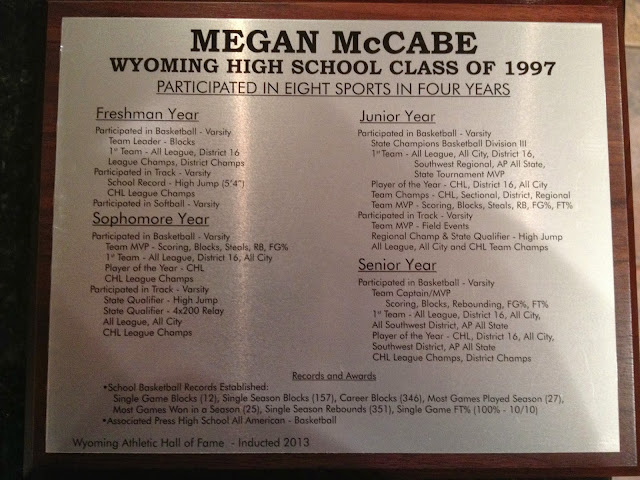 MEGAN McCABE
WYOMING HIGH SCHOOL CLASS OF 1997
PARTICIPATED IN EIGHT SPORTS IN FOUR YEARS
Freshman Year
Participated in Basketball - Varsity
Team Leader - Blocks
1st Team - All League, District 16
League Champs, District Champs
Participated in Track - Varsity
School Record - High Jump (5'4")
CHL League Champs
Participated in Softball - Varsity
Sophomore Year
Participated in Basketball - Varsity
Team MVP - Scoring, Blocks, Steals, RB, FG%
1st Team - All League, District 16, All City
Player of the Year - CHL
CHL League Champs
Participated in Track - Varsity
State Qualifier - High Jump
State Qualifier - 4x200 Relay
All League, All City
CHL League Champs
Junior Year
Participated in Basketball - Varsity
State Champions Basketball Division III
1st Team - All League, All City, District 16,
Southwest Regional, AP All State,
State Tournament MVP
Player of the Year - CHL, District 16, All City
Team Champs - CHL, Sectional, District, Regional
Team MVP - Scoring, Blocks, Steals, RB, FG%, FT%
Participated in Track - Varsity
Team MVP - Field Events
Regional Champ & State Qualifier - High Jump
All League, All City and CHL Team Champs
Senior Year
Participated in Basketball - Varsity
Team Captain/MVP
Scoring, Blocks, Rebounding, FG%, FT%
1st Team - All League, District 16, All City,
All Southwest District, AP All State
Player of the Year - CHL, District 16, All City,
Southwest District, AP All State
CHL League Champs, District Champs
Records and Awards
•School Basketball Records Established:
Single Game Blocks (12), Single Season Blocks (157), Career Blocks (346), Most Games Played Season (27),
Most Games Won in a Season (25), Single Season Rebounds (351), Single Game FT% (100% - 10/10)
•Associated Press High School All American - Basketball
Wyoming Athletic Hall of Fame - Inducted 2013